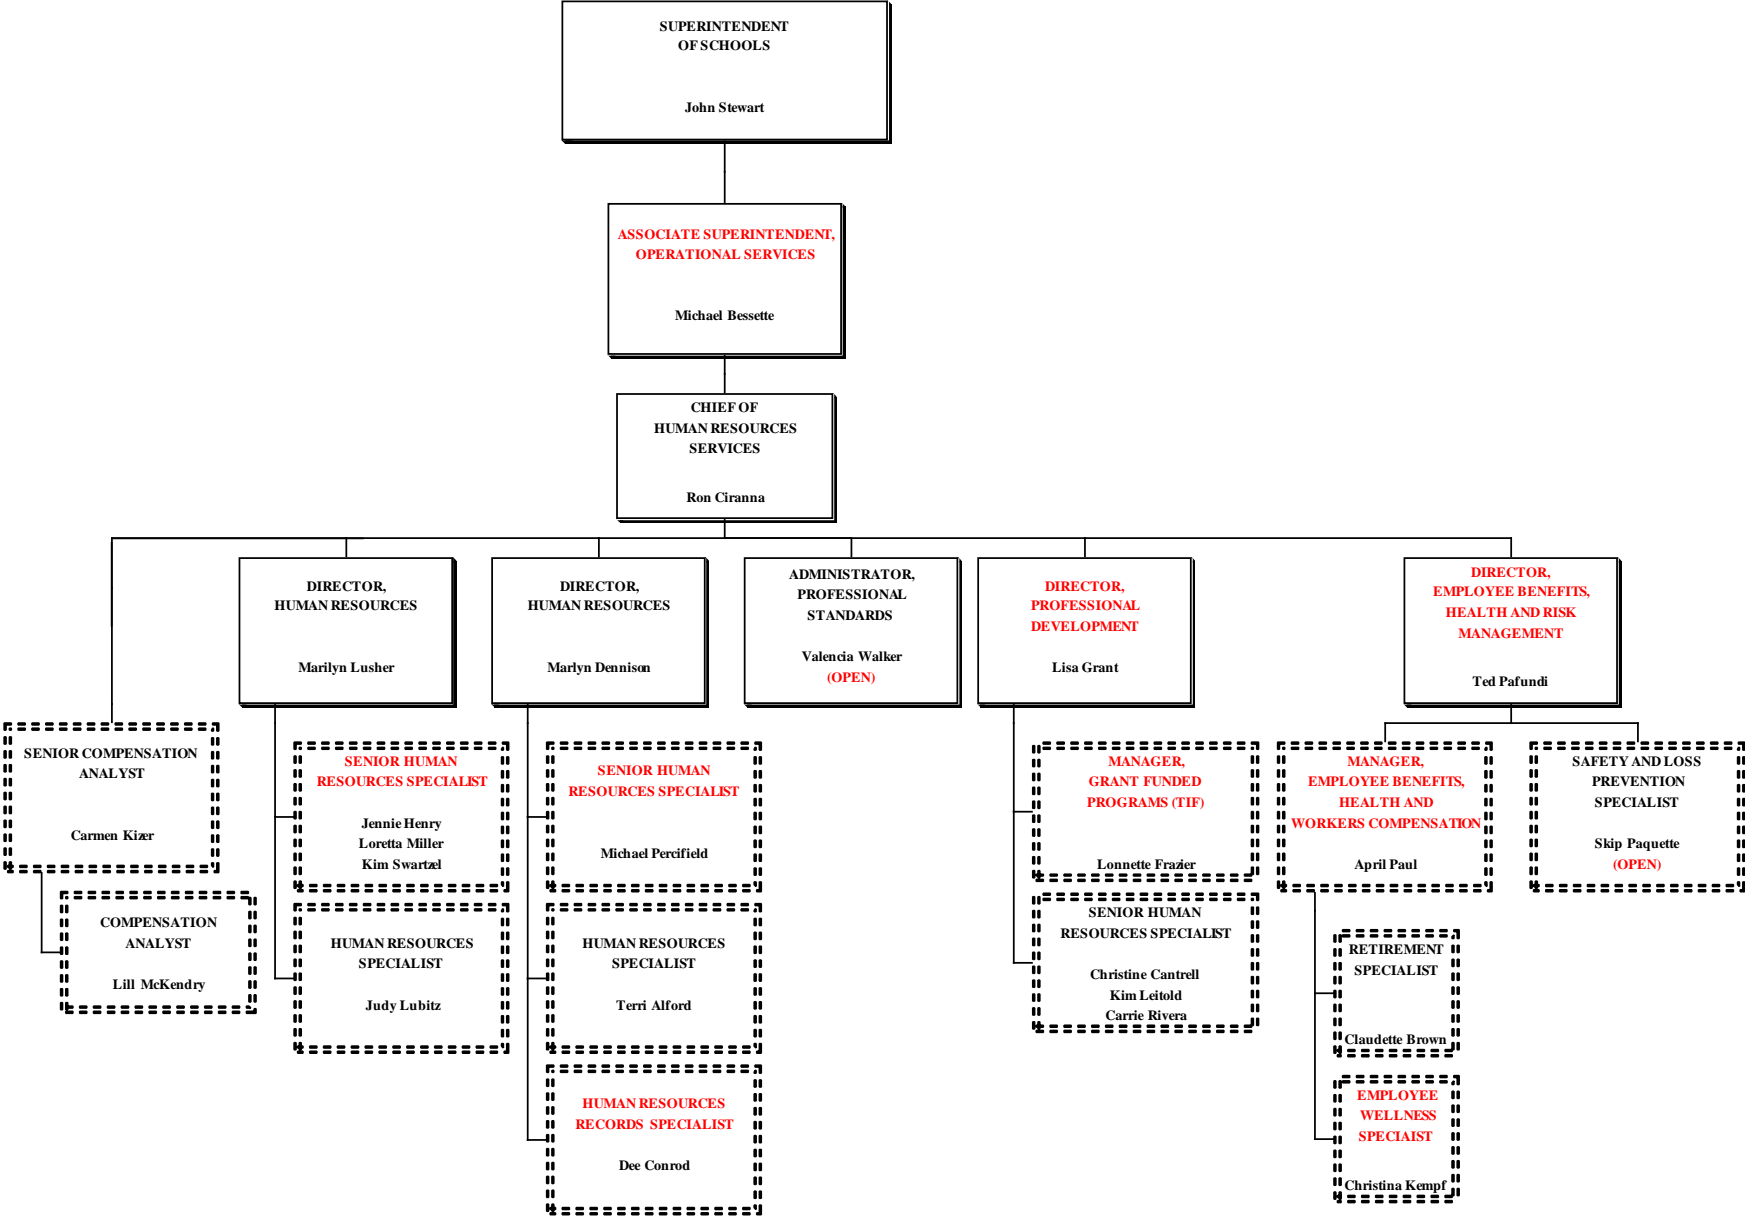 SUPERINTENDENT
OF SCHOOLS
John Stewart
ASSOCIATE SUPERINTENDENT,
OPERATIONAL SERVICES
Michael Bessette
CHIEF OF
HUMAN RESOURCES
SERVICES
Ron Ciranna
DIRECTOR,
HUMAN RESOURCES
Marilyn Lusher
DIRECTOR,
HUMAN RESOURCES
Marlyn Dennison
ADMINISTRATOR,
PROFESSIONAL
STANDARDS
Valencia Walker
(OPEN)
DIRECTOR,
PROFESSIONAL
DEVELOPMENT
Lisa Grant
DIRECTOR,
EMPLOYEE BENEFITS,
HEALTH AND RISK
MANAGEMENT
Ted Pafundi
SENIOR COMPENSATION
ANALYST
Carmen Kizer
COMPENSATION
ANALYST
Lill McKendry
SENIOR HUMAN
RESOURCES SPECIALIST
Jennie Henry
Loretta Miller
Kim Swartzel
HUMAN RESOURCES
SPECIALIST
Judy Lubitz
SENIOR HUMAN
RESOURCES SPECIALIST
Michael Percifield
HUMAN RESOURCES
SPECIALIST
Terri Alford
HUMAN RESOURCES
RECORDS SPECIALIST
Dee Conrod
MANAGER,
GRANT FUNDED
PROGRAMS (TIF)
Lonnette Frazier
SENIOR HUMAN
RESOURCES SPECIALIST
Christine Cantrell
Kim Leitold
Carrie Rivera
MANAGER,
EMPLOYEE BENEFITS,
HEALTH AND
WORKERS COMPENSATION
April Paul
RETIREMENT
SPECIALIST
Claudette Brown
EMPLOYEE
WELLNESS
SPECIAIST
Christina Kempf
SAFETY AND LOSS
PREVENTION
SPECIALIST
Skip Paquette
(OPEN)